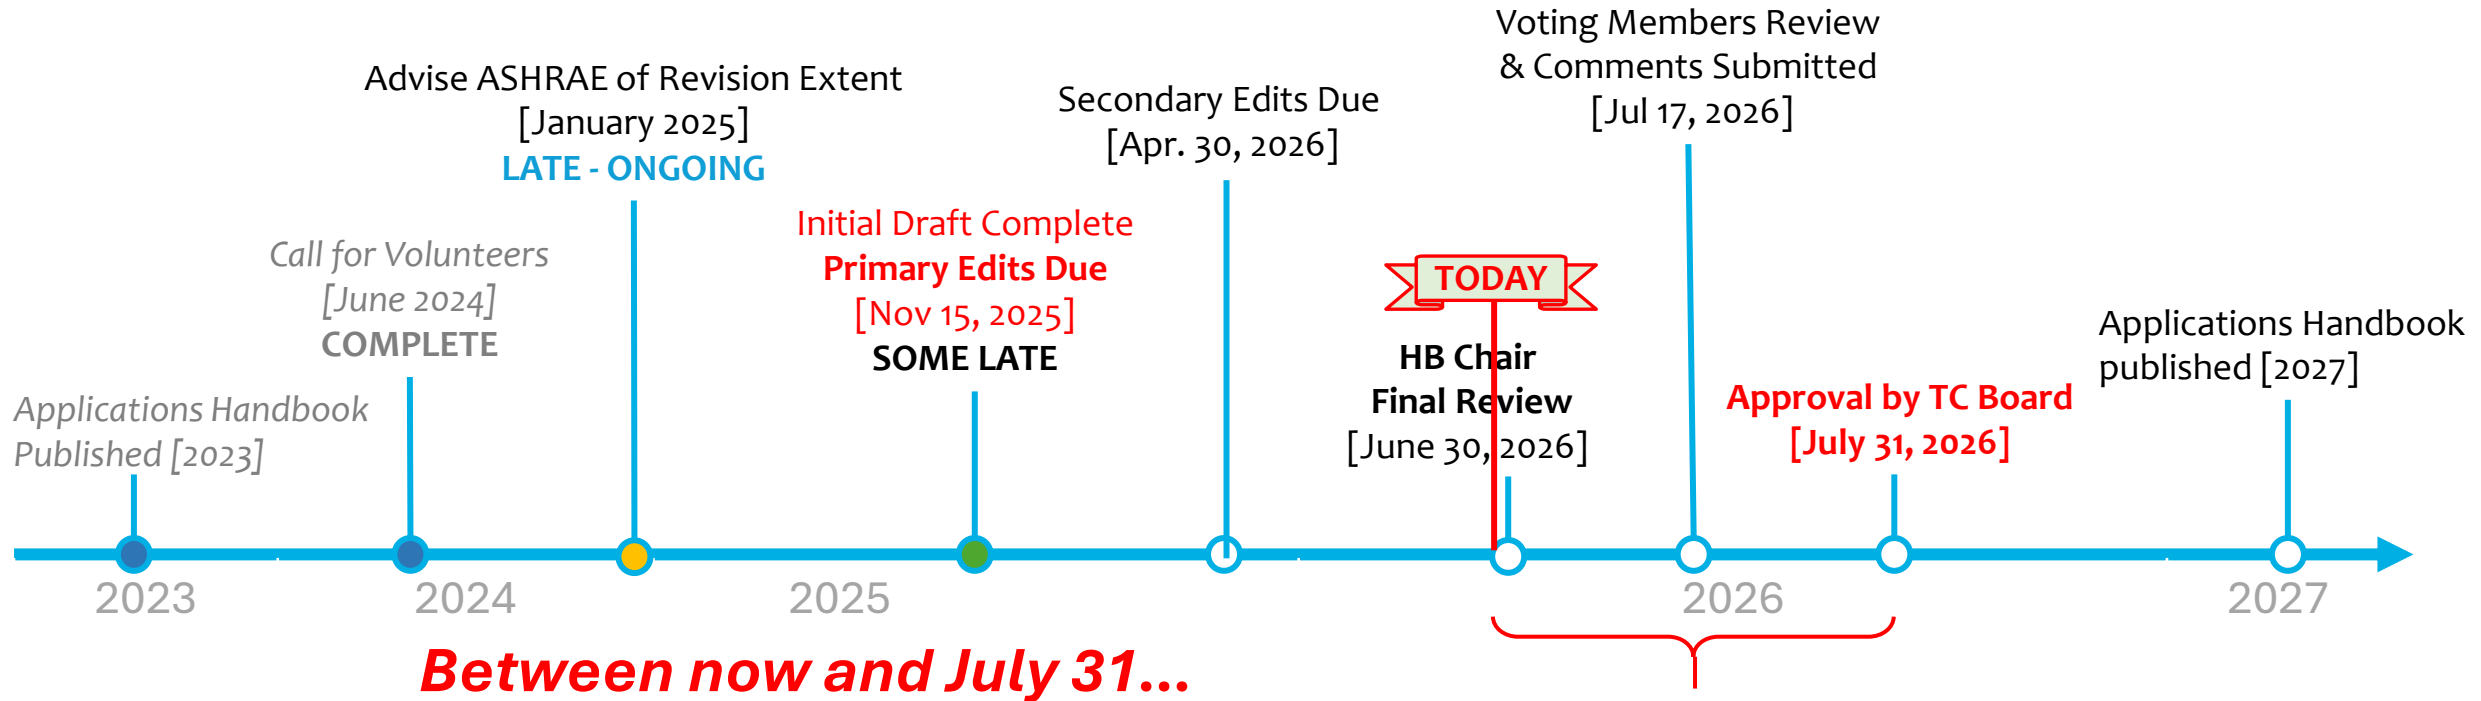 Voting Members Review
& Comments Submitted
[Jul 17, 2026]
Advise ASHRAE of Revision Extent
[January 2025]
LATE - ONGOING
Secondary Edits Due
[Apr. 30, 2026]
Initial Draft Complete
Primary Edits Due
[Nov 15, 2025]
SOME LATE
Call for Volunteers
[June 2024]
COMPLETE
TODAY
HB Chair
Final Review
[June 30, 2026]
Applications Handbook
published [2027]
Approval by TC Board
[July 31, 2026]
Applications Handbook
Published [2023]
2023
2024
2025
2026
2027
Between now and July 31...